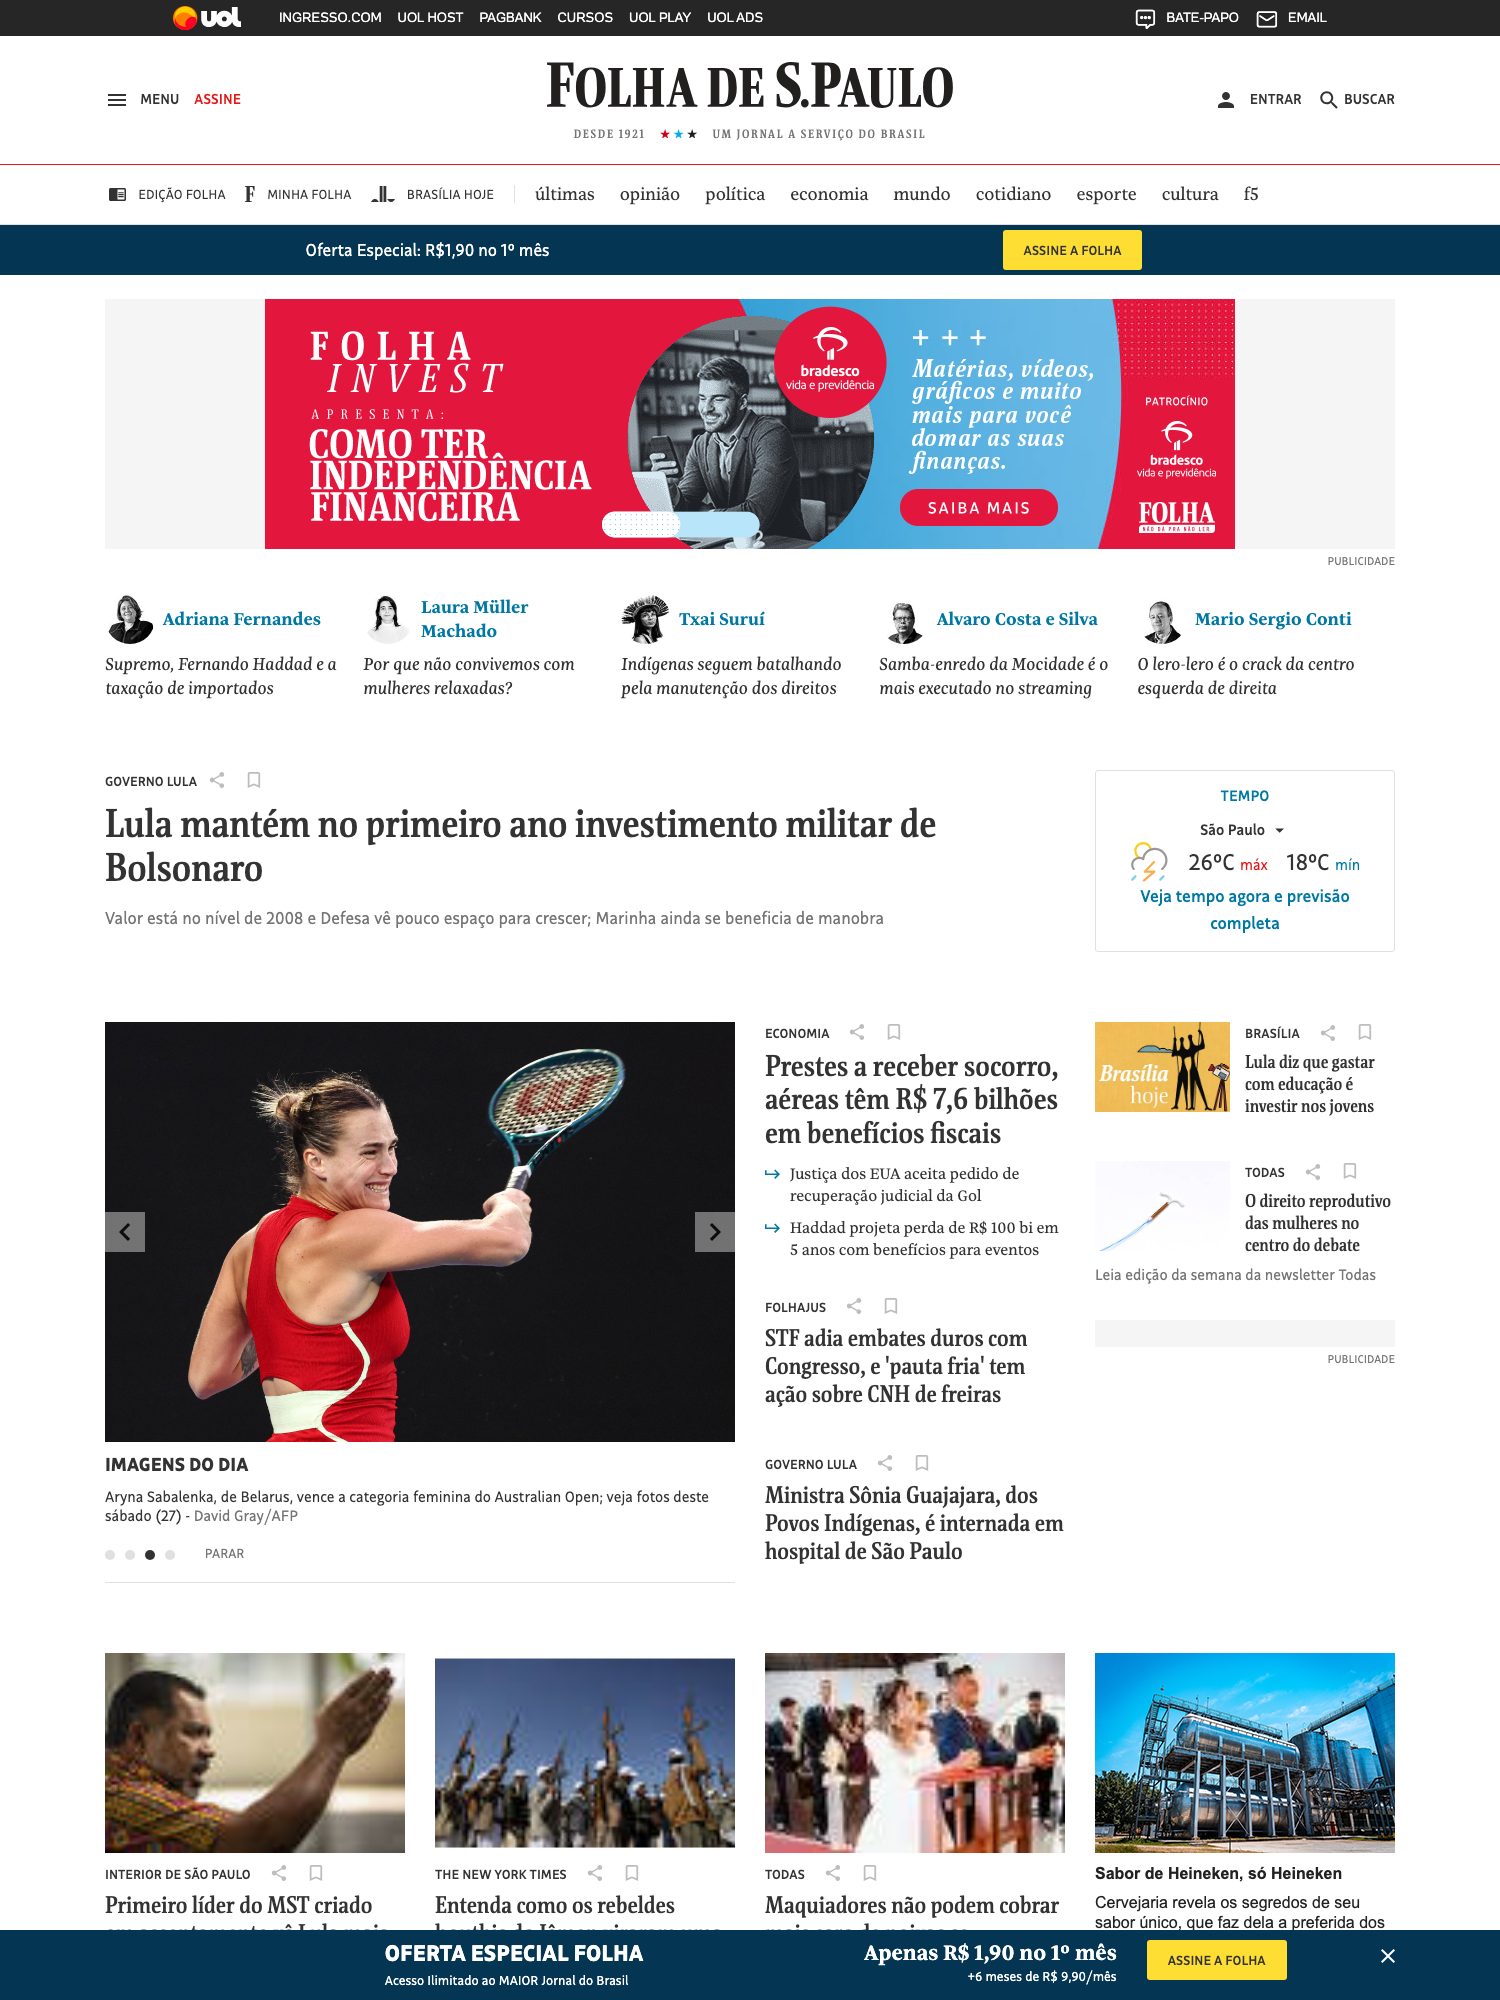 uol INGRESSO.COM UOL HOST PAGBANK CURSOS UOL PLAY UOL ADS BATE-PAPO EMAIL
MENU ASSINE
FOLHA DE S.PAULO
ENTRAR BUSCAR
DESDE 1921 ★★★ UM JORNAL A SERVIÇO DO BRASIL
EDIÇÃO FOLHA F MINHA FOLHA BRASÍLIA HOJE últimas opinião política economia mundo cotidiano esporte cultura f5
Oferta Especial: R$1,90 no 1º mês ASSINE A FOLHA
FOLHA
INVEST
APRESENTA:
COMO TER
INDEPENDÊNCIA
FINANCEIRA
bradesco
vida e previdência
+ + +
Matérias, vídeos,
gráficos e muito
mais para você
domar as suas
finanças.
SAIBA MAIS
PATROCÍNIO
bradesco
vida e previdência
FOLHA
NÃO DÁ PRA NÃO LER
PUBLICIDADE
Adriana Fernandes
Supremo, Fernando Haddad e a
taxação de importados
Laura Müller
Machado
Por que não convivemos com
mulheres relaxadas?
Txai Suruí
Indígenas seguem batalhando
pela manutenção dos direitos
Alvaro Costa e Silva
Samba-enredo da Mocidade é o
mais executado no streaming
Mario Sergio Conti
O lero-lero é o crack da centro
esquerda de direita
GOVERNO LULA
Lula mantém no primeiro ano investimento militar de
Bolsonaro
Valor está no nível de 2008 e Defesa vê pouco espaço para crescer; Marinha ainda se beneficia de manobra
TEMPO
São Paulo
26ºC máx 18ºC mín
Veja tempo agora e previsão
completa
IMAGENS DO DIA
Aryna Sabalenka, de Belarus, vence a categoria feminina do Australian Open; veja fotos deste
sábado (27) - David Gray/AFP
PARAR
ECONOMIA
Prestes a receber socorro,
aéreas têm R$ 7,6 bilhões
em benefícios fiscais
Justiça dos EUA aceita pedido de
recuperação judicial da Gol
Haddad projeta perda de R$ 100 bi em
5 anos com benefícios para eventos
FOLHAJUS
STF adia embates duros com
Congresso, e 'pauta fria' tem
ação sobre CNH de freiras
GOVERNO LULA
Ministra Sônia Guajajara, dos
Povos Indígenas, é internada em
hospital de São Paulo
Brasília
hoje
BRASÍLIA
Lula diz que gastar
com educação é
investir nos jovens
TODAS
O direito reprodutivo
das mulheres no
centro do debate
Leia edição da semana da newsletter Todas
PUBLICIDADE
INTERIOR DE SÃO PAULO
Primeiro líder do MST criado
THE NEW YORK TIMES
Entenda como os rebeldes
TODAS
Maquiadores não podem cobrar
Sabor de Heineken, só Heineken
Cervejaria revela os segredos de seu
sabor único, que faz dela a preferida dos
OFERTA ESPECIAL FOLHA
Acesso Ilimitado ao MAIOR Jornal do Brasil
Apenas R$ 1,90 no 1º mês
+6 meses de R$ 9,90/mês
ASSINE A FOLHA